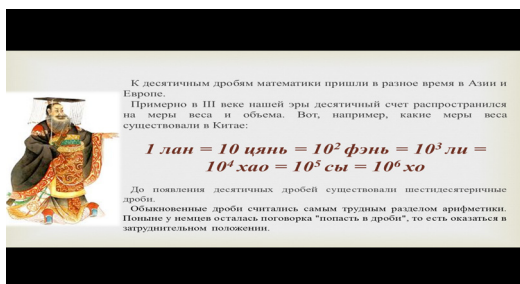 К десятичным дробям математики пришли в разное время в Азии и
Европе.
Примерно в III веке нашей эры десятичный счет распространился
на меры веса и объема. Вот, например, какие меры веса
существовали в Китае:
1 лан = 10 цянь = 10² фэнь = 10³ ли =
10⁴ хао = 10⁵ сы = 10⁶ хо
До появления десятичных дробей существовали шестидесятеричные
дроби.
Обыкновенные дроби считались самым трудным разделом арифметики.
Поныне у немцев осталась поговорка "попасть в дроби", то есть оказаться в
затруднительном положении.